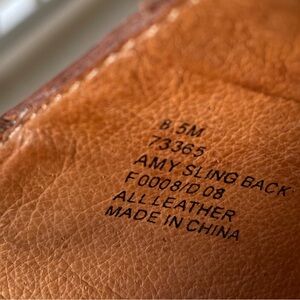 8.5M
73365
AMY SLING BACK
F0008/D08
ALL LEATHER
MADE IN CHINA